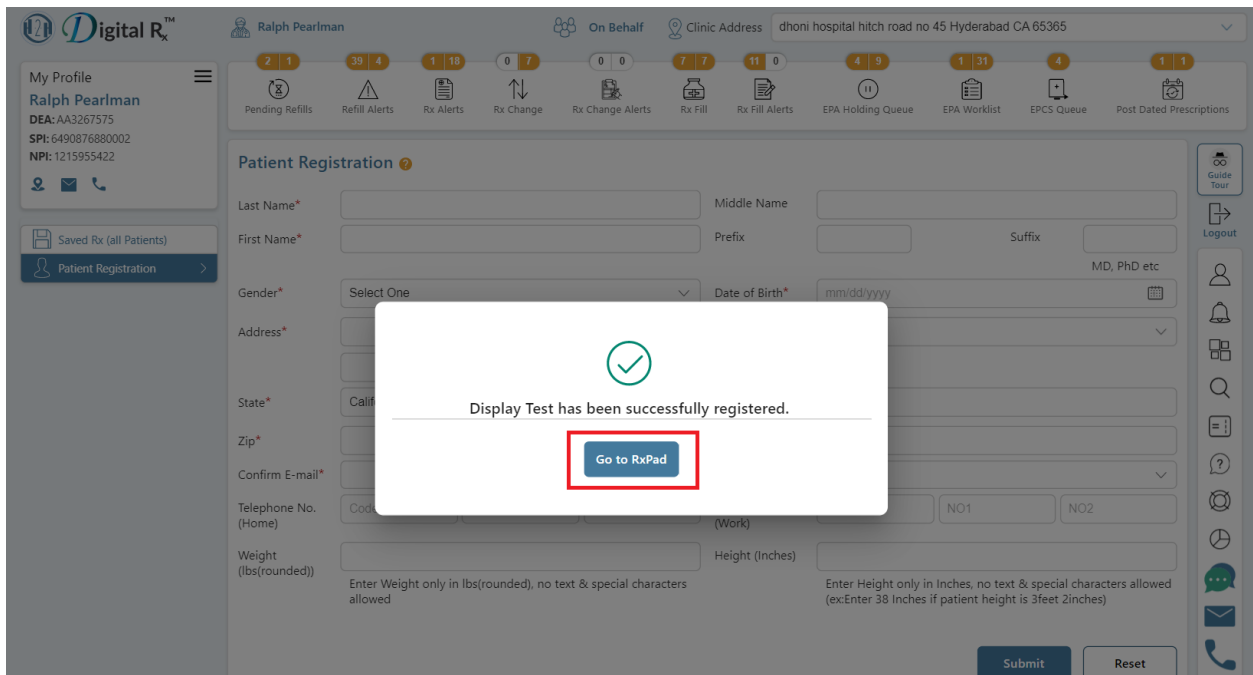 Digital Rx™
Ralph Pearlman
On Behalf
Clinic Address
dhoni hospital hitch road no 45 Hyderabad CA 65365
My Profile
Ralph Pearlman
DEA: AA3267575
SPI: 6490876880002
NPI: 1215955422
2 1
Pending Refills
39 4
Refill Alerts
1 18
Rx Alerts
0 7
Rx Change
0 0
Rx Change Alerts
7 7
Rx Fill
11 0
Rx Fill Alerts
4 9
EPA Holding Queue
1 31
EPA Worklist
4
EPCS Queue
1 1
Post Dated Prescriptions
Saved Rx (all Patients)
Patient Registration
Patient Registration
Last Name*
Middle Name
First Name*
Prefix
Suffix
MD, PhD etc
Gender*
Select One
Date of Birth*
mm/dd/yyyy
Address*
State*
Zip*
Confirm E-mail*
Telephone No.
(Home)
(Work)
NO1
NO2
Weight
(lbs(rounded))
Enter Weight only in lbs(rounded), no text & special characters
allowed
Height (Inches)
Enter Height only in Inches, no text & special characters allowed
(ex:Enter 38 Inches if patient height is 3feet 2inches)
Submit
Reset
Display Test has been successfully registered.
Go to RxPad
Guide
Tour
Logout